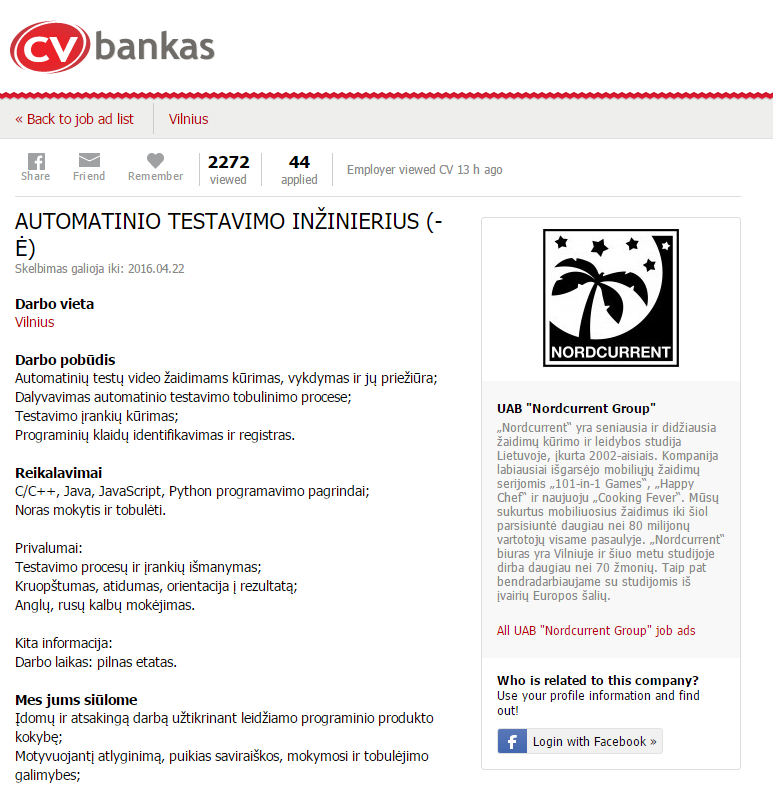 CV bankas
« Back to job ad list
Vilnius
Share
Friend
Remember
2272
viewed
44
applied
Employer viewed CV 13 h ago
AUTOMATINIO TESTAVIMO INŽINIERIUS (-
Ė)
Skelbimas galioja iki: 2016.04.22
Darbo vieta
Vilnius
Darbo pobūdis
Automatinių testų video žaidimams kūrimas, vykdymas ir jų priežiūra;
Dalyvavimas automatinio testavimo tobulinimo procese;
Testavimo įrankių kūrimas;
Programinių klaidų identifikavimas ir registras.
Reikalavimai
C/C++, Java, JavaScript, Python programavimo pagrindai;
Noras mokytis ir tobulėti.
Privalumai:
Testavimo procesų ir įrankių išmanymas;
Kruopštumas, atidumas, orientacija į rezultatą;
Anglų, rusų kalbų mokėjimas.
Kita informacija:
Darbo laikas: pilnas etatas.
Mes jums siūlome
Įdomų ir atsakingą darbą užtikrinant leidžiamo programinio produkto
kokybę;
Motyvuojantį atlyginimą, puikias saviraiškos, mokymosi ir tobulėjimo
galimybes;
NORDCURRENT
UAB "Nordcurrent Group"
„Nordcurrent“ yra seniausia ir didžiausia
žaidimų kūrimo ir leidybos studija
Lietuvoje, įkurta 2002-aisiais. Kompanija
labiausiai išgarsėjo mobiliųjų žaidimų
serijomis „101-in-1 Games“, „Happy
Chef“ ir naujuoju „Cooking Fever“. Mūsų
sukurtus mobiliuosius žaidimus iki šiol
parsisiuntė daugiau nei 80 milijonų
vartotojų visame pasaulyje. „Nordcurrent“
biuras yra Vilniuje ir šiuo metu studijoje
dirba daugiau nei 70 žmonių. Taip pat
bendradarbiaujame su studijomis iš
įvairių Europos šalių.
All UAB "Nordcurrent Group" job ads
Who is related to this company?
Use your profile information and find
out!
Login with Facebook »